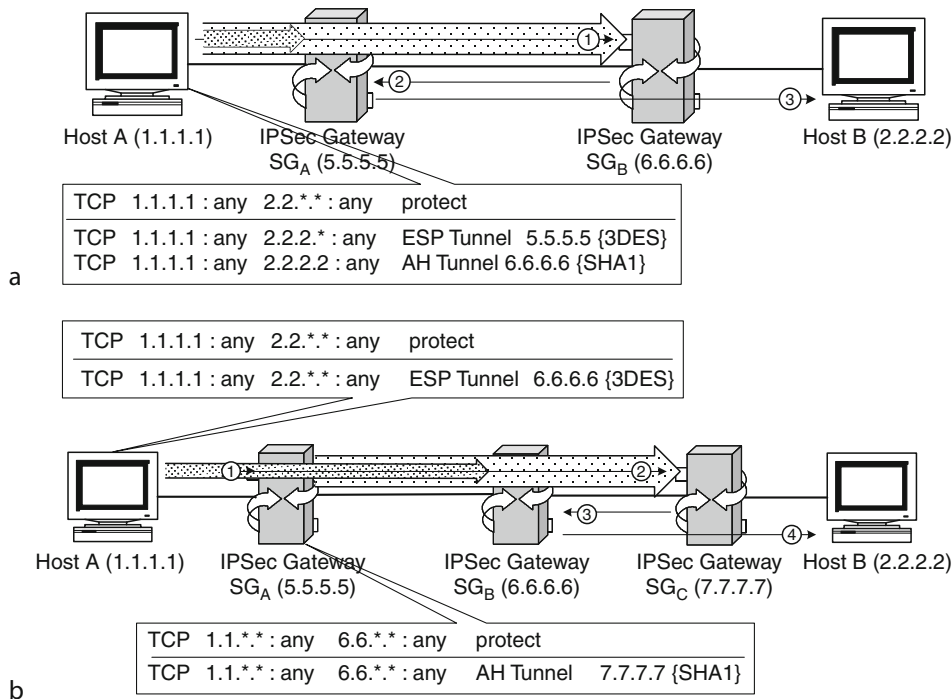 1
2
3
Host A (1.1.1.1)
IPSec Gateway
SGA (5.5.5.5)
IPSec Gateway
SGB (6.6.6.6)
Host B (2.2.2.2)
TCP 1.1.1.1 : any 2.2.*.* : any protect
TCP 1.1.1.1 : any 2.2.2.* : any ESP Tunnel 5.5.5.5 {3DES}
TCP 1.1.1.1 : any 2.2.2.2 : any AH Tunnel 6.6.6.6 {SHA1}
a
TCP 1.1.1.1 : any 2.2.*.* : any protect
TCP 1.1.1.1 : any 2.2.*.* : any ESP Tunnel 6.6.6.6 {3DES}
1
2
3
4
Host A (1.1.1.1)
IPSec Gateway
SGA (5.5.5.5)
IPSec Gateway
SGB (6.6.6.6)
IPSec Gateway
SGC (7.7.7.7)
Host B (2.2.2.2)
TCP 1.1.*.* : any 6.6.*.* : any protect
TCP 1.1.*.* : any 6.6.*.* : any AH Tunnel 7.7.7.7 {SHA1}
b